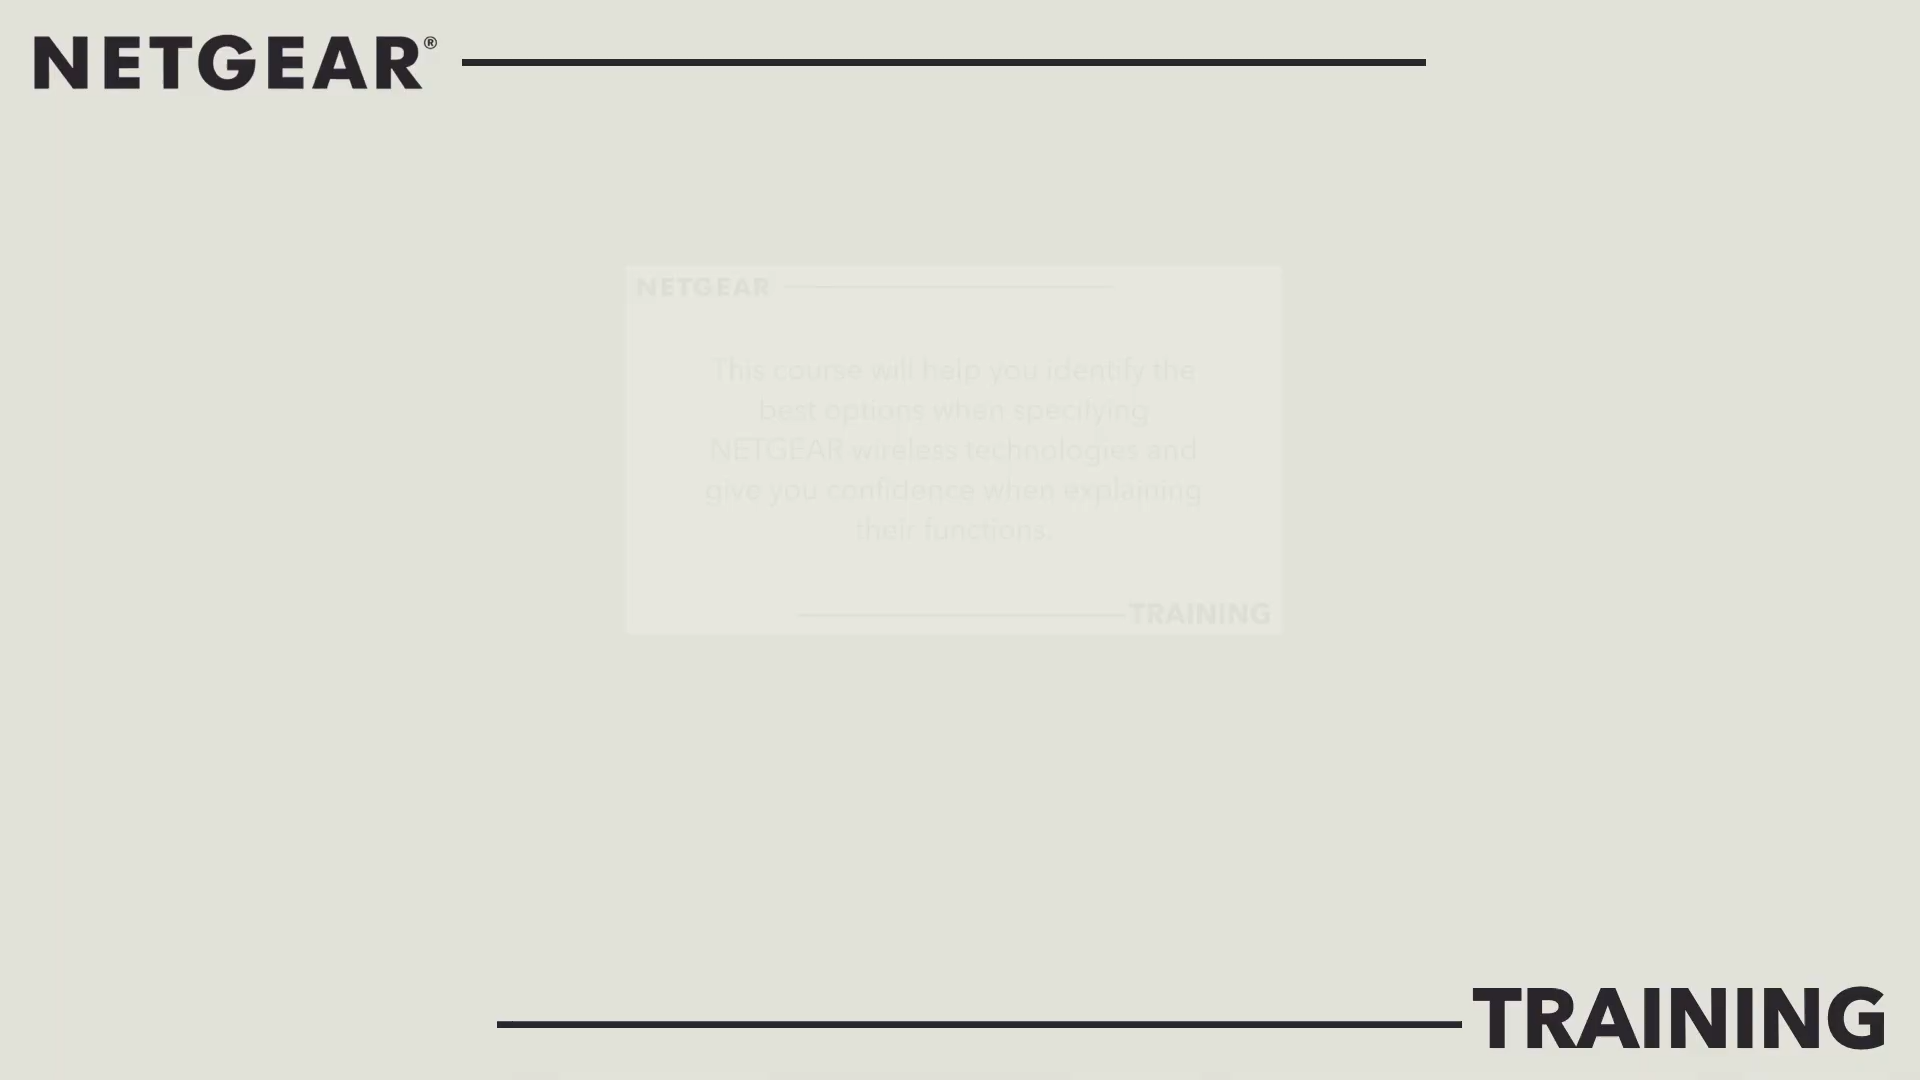 NETGEAR®
NETGEAR
This course will help you identify the
best options when specifying
NETGEAR wireless technologies and
give you confidence when explaining
their functions.
TRAINING
TRAINING